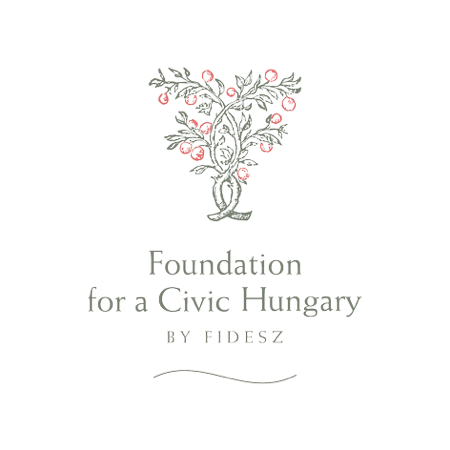 Foundation
for a Civic Hungary
BY FIDESZ